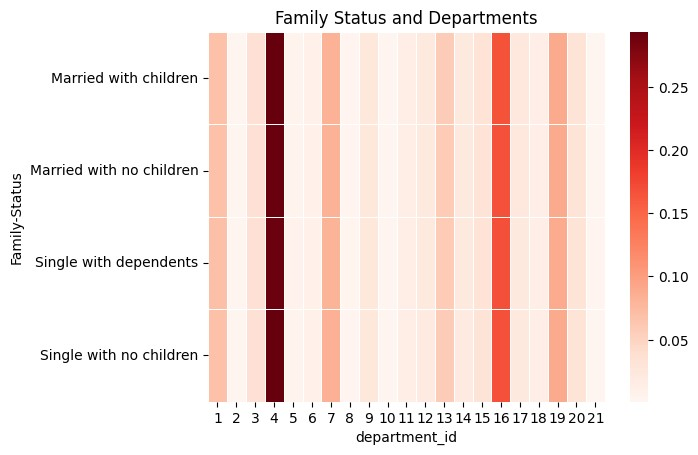 Family Status and Departments
Married with children
Married with no children
Single with dependents
Single with no children
Family-Status
1 2 3 4 5 6 7 8 9 10 11 12 13 14 15 16 17 18 19 20 21
department_id
0.25
0.20
0.15
0.10
0.05